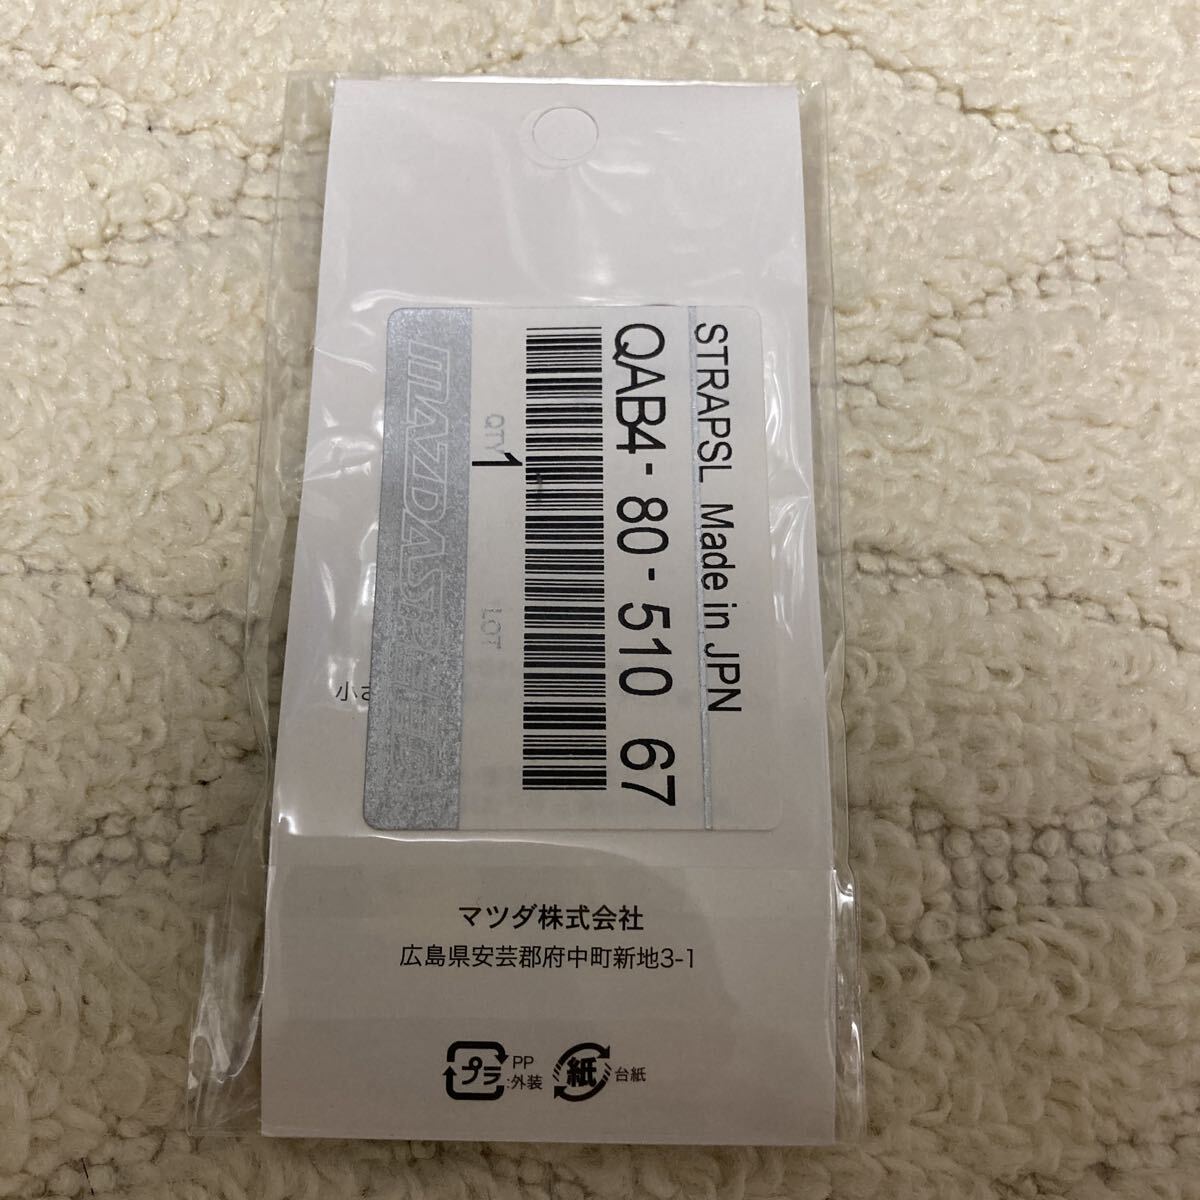 STRAPSL Made in JPN
QAB4-80-510 67
QTY
1
LOT
MAZDASPEED
小さ
マツダ株式会社
広島県安芸郡府中町新地3-1
プラ
PP
:外装
紙
台紙